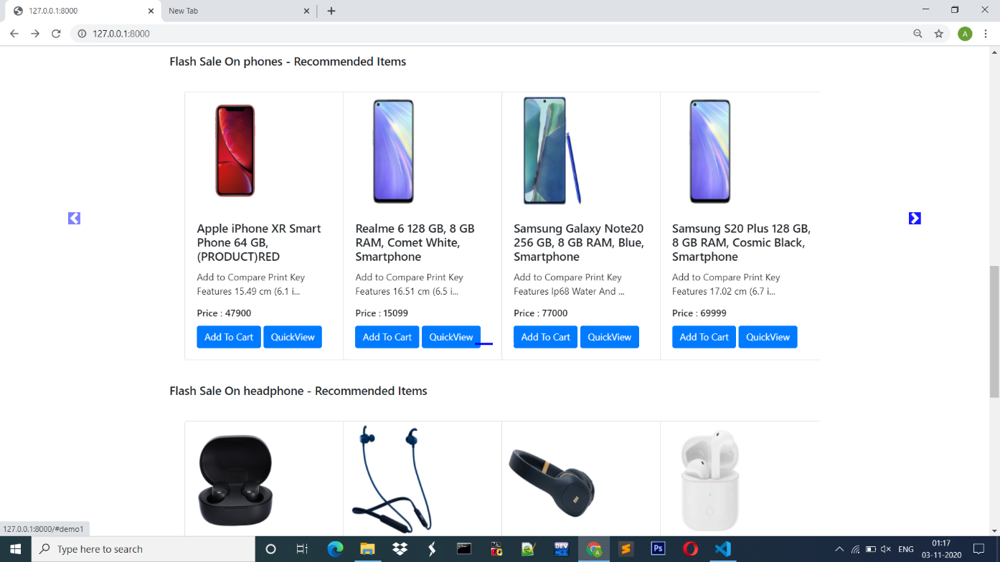 127.0.0.1:8000
New Tab
127.0.0.1:8000
A
Flash Sale On phones - Recommended Items
Apple iPhone XR Smart
Phone 64 GB,
(PRODUCT)RED
Add to Compare Print Key
Features 15.49 cm (6.1 i...
Price : 47900
Add To Cart
QuickView
Realme 6 128 GB, 8 GB
RAM, Comet White,
Smartphone
Add to Compare Print Key
Features 16.51 cm (6.5 i...
Price : 15099
Add To Cart
QuickView
Samsung Galaxy Note20
256 GB, 8 GB RAM, Blue,
Smartphone
Add to Compare Print Key
Features Ip68 Water And ...
Price : 77000
Add To Cart
QuickView
Samsung S20 Plus 128 GB,
8 GB RAM, Cosmic Black,
Smartphone
Add to Compare Print Key
Features 17.02 cm (6.7 i...
Price : 69999
Add To Cart
QuickView
Flash Sale On headphone - Recommended Items
127.0.0.1:8000/#demo1
Type here to search
DEV
Ps
A
ENG
01:17
03-11-2020